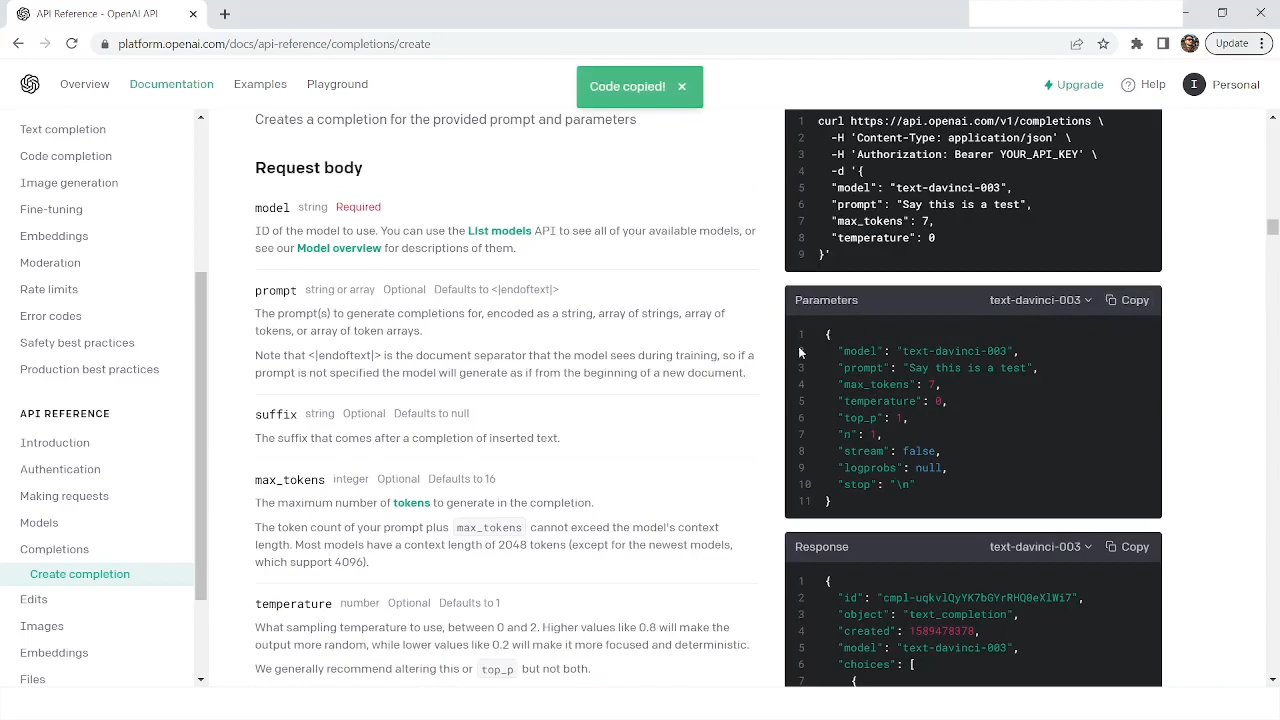 API Reference - OpenAI API
platform.openai.com/docs/api-reference/completions/create
Update
Overview
Documentation
Examples
Playground
Code copied!
Upgrade
Help
I
Personal
Text completion
Code completion
Image generation
Fine-tuning
Embeddings
Moderation
Rate limits
Error codes
Safety best practices
Production best practices
API REFERENCE
Introduction
Authentication
Making requests
Models
Completions
Create completion
Edits
Images
Embeddings
Files
Creates a completion for the provided prompt and parameters
Request body
model string Required
ID of the model to use. You can use the List models API to see all of your available models, or
see our Model overview for descriptions of them.
prompt string or array Optional Defaults to <|endoftext|>
The prompt(s) to generate completions for, encoded as a string, array of strings, array of
tokens, or array of token arrays.
Note that <|endoftext|> is the document separator that the model sees during training, so if a
prompt is not specified the model will generate as if from the beginning of a new document.
suffix string Optional Defaults to null
The suffix that comes after a completion of inserted text.
max_tokens integer Optional Defaults to 16
The maximum number of tokens to generate in the completion.
The token count of your prompt plus max_tokens cannot exceed the model's context
length. Most models have a context length of 2048 tokens (except for the newest models,
which support 4096).
temperature number Optional Defaults to 1
What sampling temperature to use, between 0 and 2. Higher values like 0.8 will make the
output more random, while lower values like 0.2 will make it more focused and deterministic.
We generally recommend altering this or top_p but not both.
1 curl https://api.openai.com/v1/completions \
2 -H 'Content-Type: application/json' \
3 -H 'Authorization: Bearer YOUR_API_KEY' \
4 -d '{
5 "model": "text-davinci-003",
6 "prompt": "Say this is a test",
7 "max_tokens": 7,
8 "temperature": 0
9 }'
Parameters text-davinci-003 Copy
1 {
"model": "text-davinci-003",
3 "prompt": "Say this is a test",
4 "max_tokens": 7,
5 "temperature": 0,
6 "top_p": 1,
7 "n": 1,
8 "stream": false,
9 "logprobs": null,
10 "stop": "\n"
11 }
Response text-davinci-003 Copy
1 {
2 "id": "cmpl-uqkvlQyYK7bGYrRHQ0eXlWi7",
3 "object": "text_completion",
4 "created": 1589478378,
5 "model": "text-davinci-003",
6 "choices": [
7 {